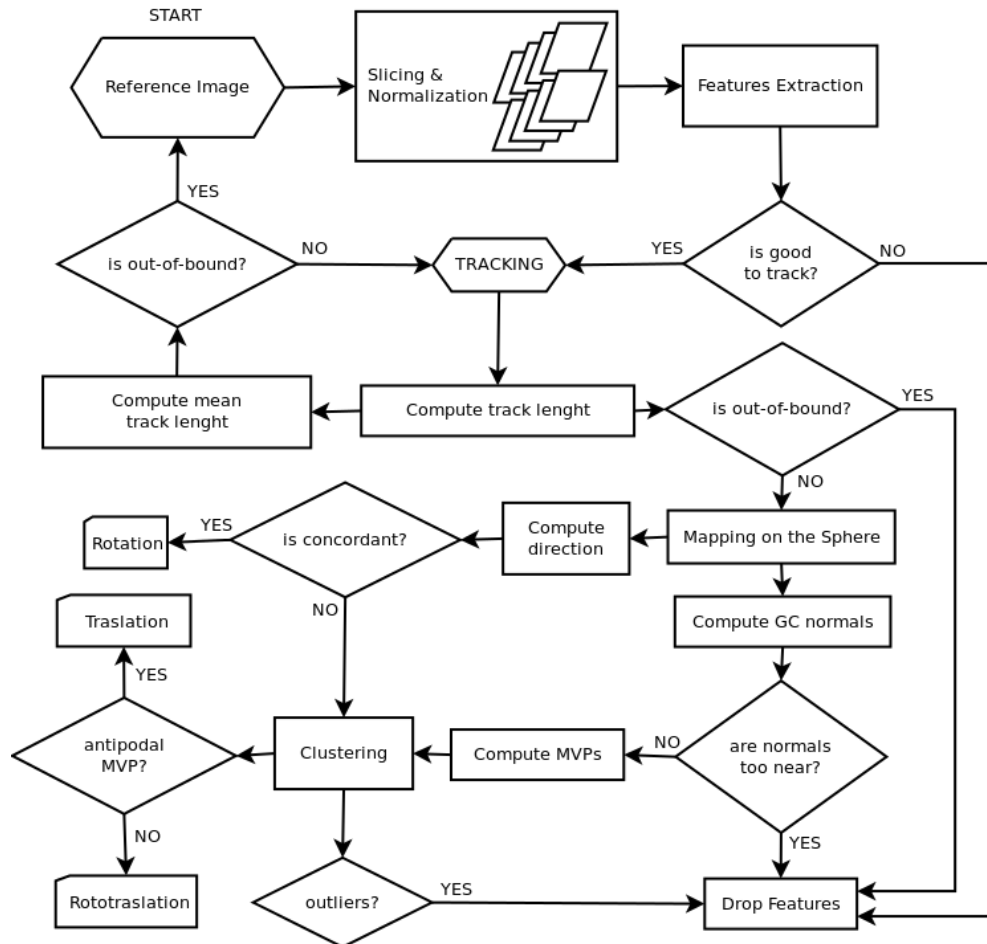 START
Reference Image
Slicing &
Normalization
Features Extraction
YES
is out-of-bound?
NO
TRACKING
YES
is good
to track?
NO
Compute mean
track lenght
Compute track lenght
is out-of-bound?
YES
NO
Rotation
YES
is concordant?
Compute
direction
Mapping on the Sphere
NO
Traslation
Compute GC normals
YES
antipodal
MVP?
Clustering
Compute MVPs
NO
are normals
too near?
NO
YES
Rototraslation
outliers?
YES
Drop Features